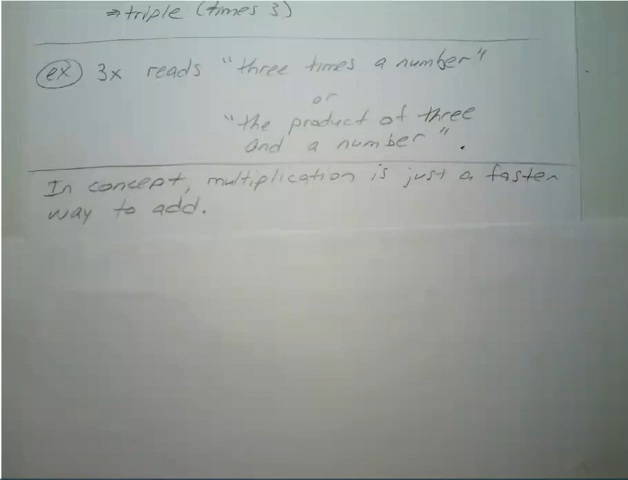 ⇒ triple (times 3)
ex 3x reads "three times a number"
or
"the product of three
and a number".
In concept, multiplication is just a faster
way to add.